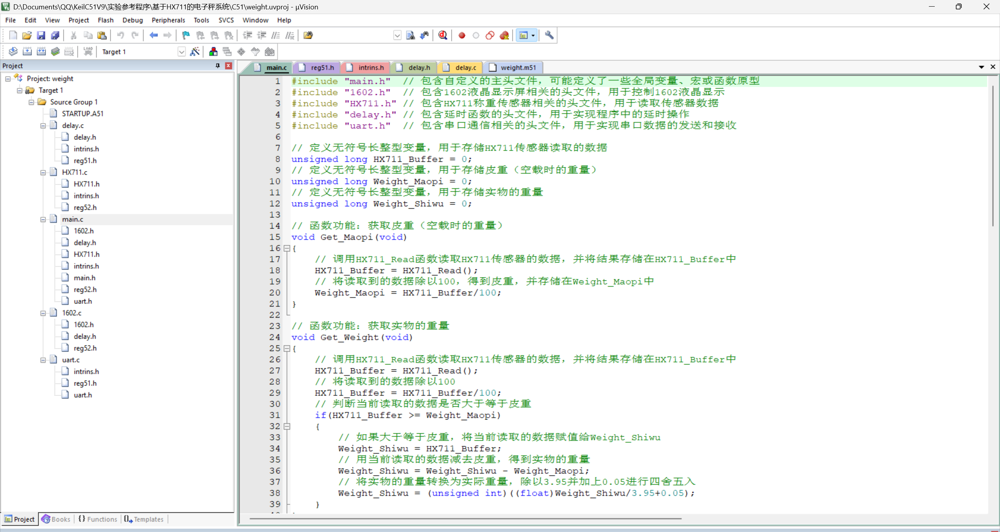 D:\Documents\QQ\KeilC51V9\实验参考程序\基于HX711的电子秤系统\C51\weight.uvproj - µVision
File Edit View Project Flash Debug Peripherals Tools SVCS Window Help
LOAD Target 1
Project
Project: weight
Target 1
Source Group 1
STARTUP.A51
delay.c
delay.h
intrins.h
reg51.h
HX711.c
HX711.h
intrins.h
reg52.h
main.c
1602.h
delay.h
HX711.h
intrins.h
main.h
reg52.h
uart.h
1602.c
1602.h
delay.h
reg52.h
uart.c
intrins.h
reg51.h
uart.h
Project Books {} Functions Templates
main.c reg51.h intrins.h delay.h delay.c weight.m51
1 #include "main.h" // 包含自定义的主头文件，可能定义了一些全局变量、宏或函数原型
2 #include "1602.h" // 包含1602液晶显示屏相关的头文件，用于控制1602液晶显示
3 #include "HX711.h" // 包含HX711称重传感器相关的头文件，用于读取传感器数据
4 #include "delay.h" // 包含延时函数的头文件，用于实现程序中的延时操作
5 #include "uart.h" // 包含串口通信相关的头文件，用于实现串口数据的发送和接收
6
7 // 定义无符号长整型变量，用于存储HX711传感器读取的数据
8 unsigned long HX711_Buffer = 0;
9 // 定义无符号长整型变量，用于存储皮重（空载时的重量）
10 unsigned long Weight_Maopi = 0;
11 // 定义无符号长整型变量，用于存储实物的重量
12 unsigned long Weight_Shiwu = 0;
13
14 // 函数功能：获取皮重（空载时的重量）
15 void Get_Maopi(void)
16 {
17 // 调用HX711_Read函数读取HX711传感器的数据，并将结果存储在HX711_Buffer中
18 HX711_Buffer = HX711_Read();
19 // 将读取到的数据除以100，得到皮重，并存储在Weight_Maopi中
20 Weight_Maopi = HX711_Buffer/100;
21 }
22
23 // 函数功能：获取实物的重量
24 void Get_Weight(void)
25 {
26 // 调用HX711_Read函数读取HX711传感器的数据，并将结果存储在HX711_Buffer中
27 HX711_Buffer = HX711_Read();
28 // 将读取到的数据除以100
29 HX711_Buffer = HX711_Buffer/100;
30 // 判断当前读取的数据是否大于等于皮重
31 if(HX711_Buffer >= Weight_Maopi)
32 {
33 // 如果大于等于皮重，将当前读取的数据赋值给Weight_Shiwu
34 Weight_Shiwu = HX711_Buffer;
35 // 用当前读取的数据减去皮重，得到实物的重量
36 Weight_Shiwu = Weight_Shiwu - Weight_Maopi;
37 // 将实物的重量转换为实际重量，除以3.95并加上0.05进行四舍五入
38 Weight_Shiwu = (unsigned int)((float)Weight_Shiwu/3.95+0.05);
39 }